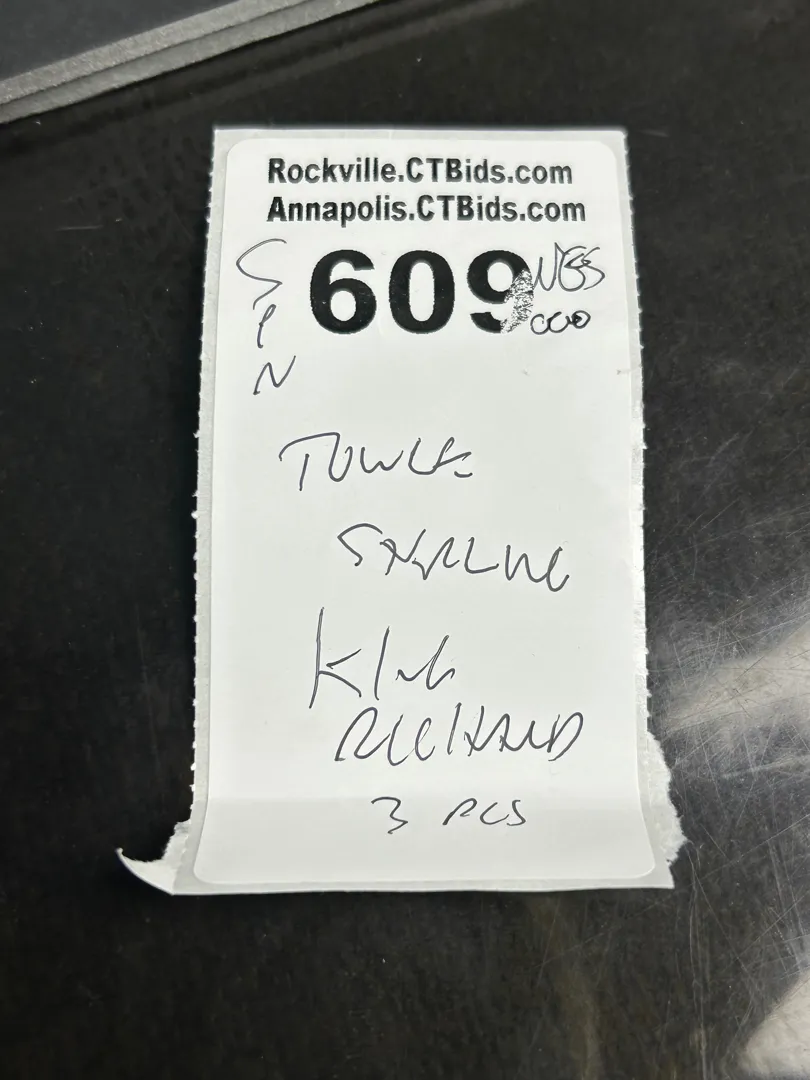 Rockville.CTBids.com
Annapolis.CTBids.com
609
TOWLE
STERLING
KING
RICHARD
3 PCS